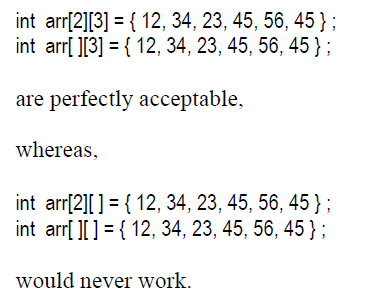 int arr[2][3] = { 12, 34, 23, 45, 56, 45 } ;
int arr[ ][3] = { 12, 34, 23, 45, 56, 45 } ;
are perfectly acceptable,
whereas,
int arr[2][ ] = { 12, 34, 23, 45, 56, 45 } ;
int arr[ ][ ] = { 12, 34, 23, 45, 56, 45 } ;
would never work.